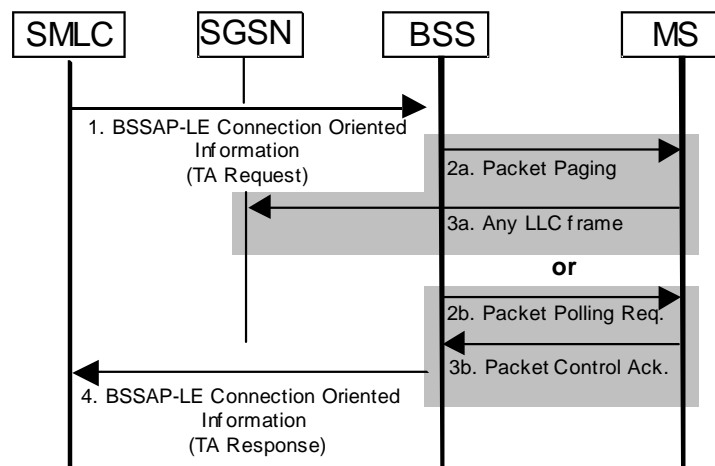 SMLC
SGSN
BSS
MS
1. BSSAP-LE Connection Oriented
Information
(TA Request)
2a. Packet Paging
3a. Any LLC frame
or
2b. Packet Polling Req.
3b. Packet Control Ack.
4. BSSAP-LE Connection Oriented
Information
(TA Response)